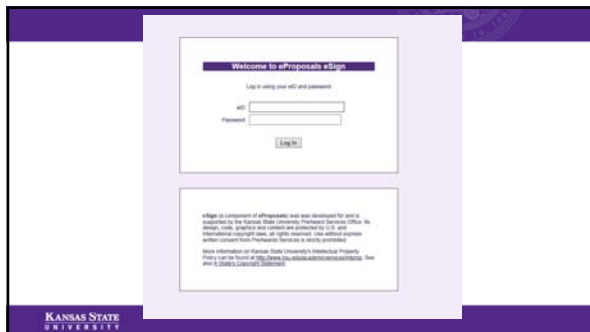 Welcome to eProposals eSign
Log in using your eID and password
eID
Password
Log In
eSign (a component of eProposals) was was developed for and is
supported by the Kansas State University PreAward Services Office. Its
design, code, graphics and content are protected by U.S. and
international copyright laws, all rights reserved. Use without express
written consent from PreAwards Services is strictly prohibited.
More information on Kansas State University's Intellectual Property
Policy can be found at See
also K-State's Copyright Statement.
KANSAS STATE
UNIVERSITY